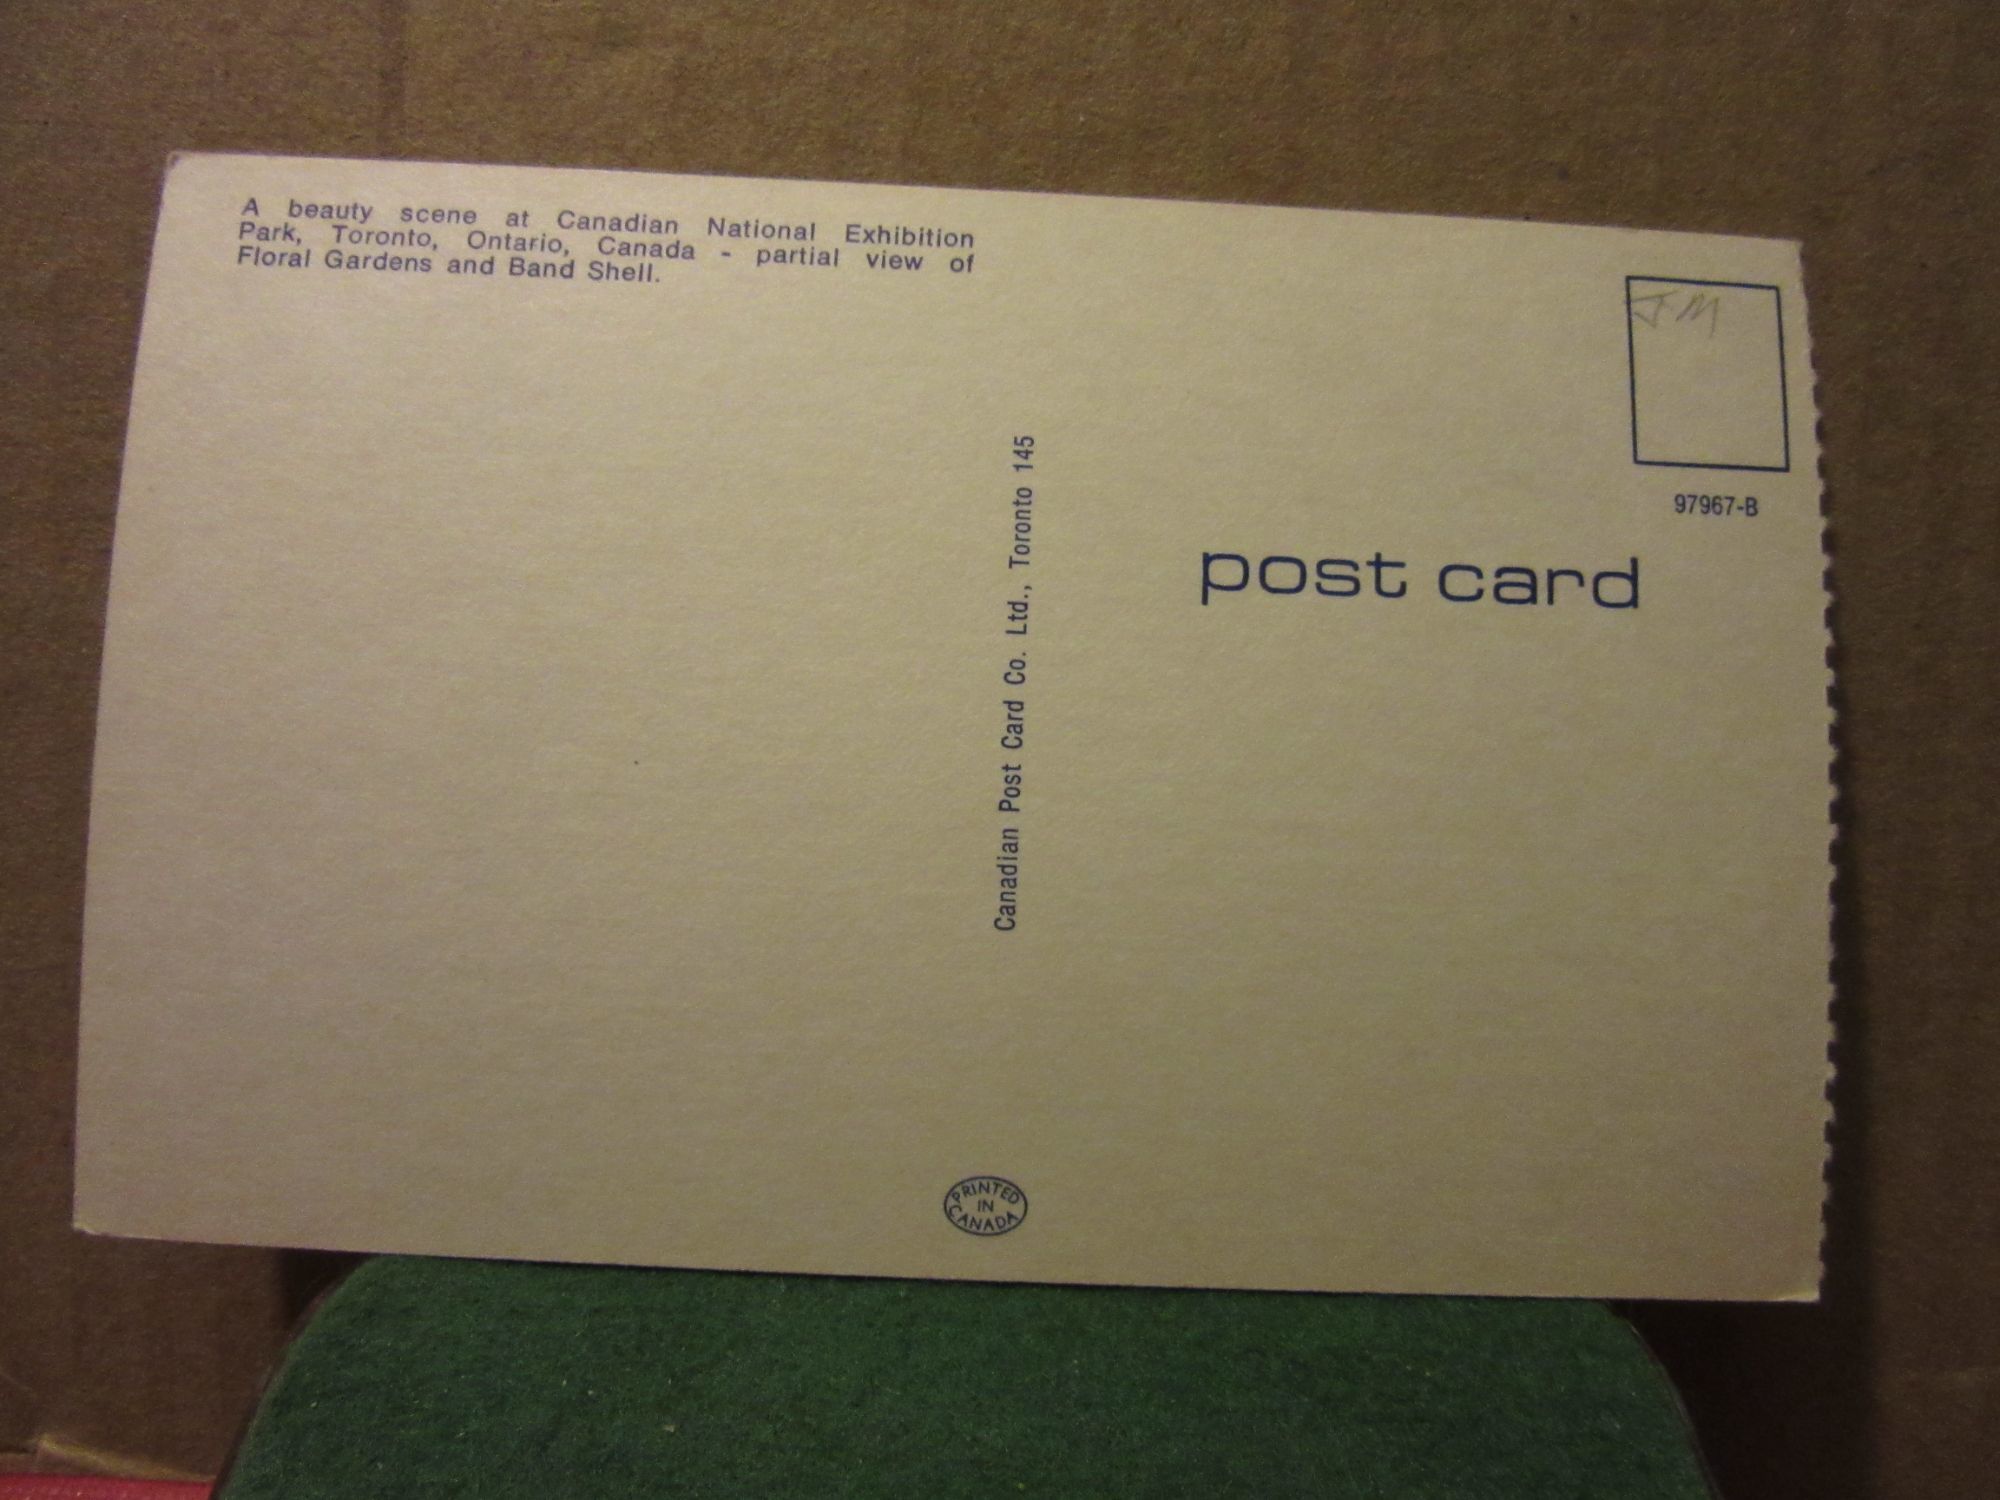 A beauty scene at Canadian National Exhibition
Park, Toronto, Ontario, Canada - partial view of
Floral Gardens and Band Shell.
J M
97967-B
post card
Canadian Post Card Co. Ltd., Toronto 145
PRINTED
IN
CANADA